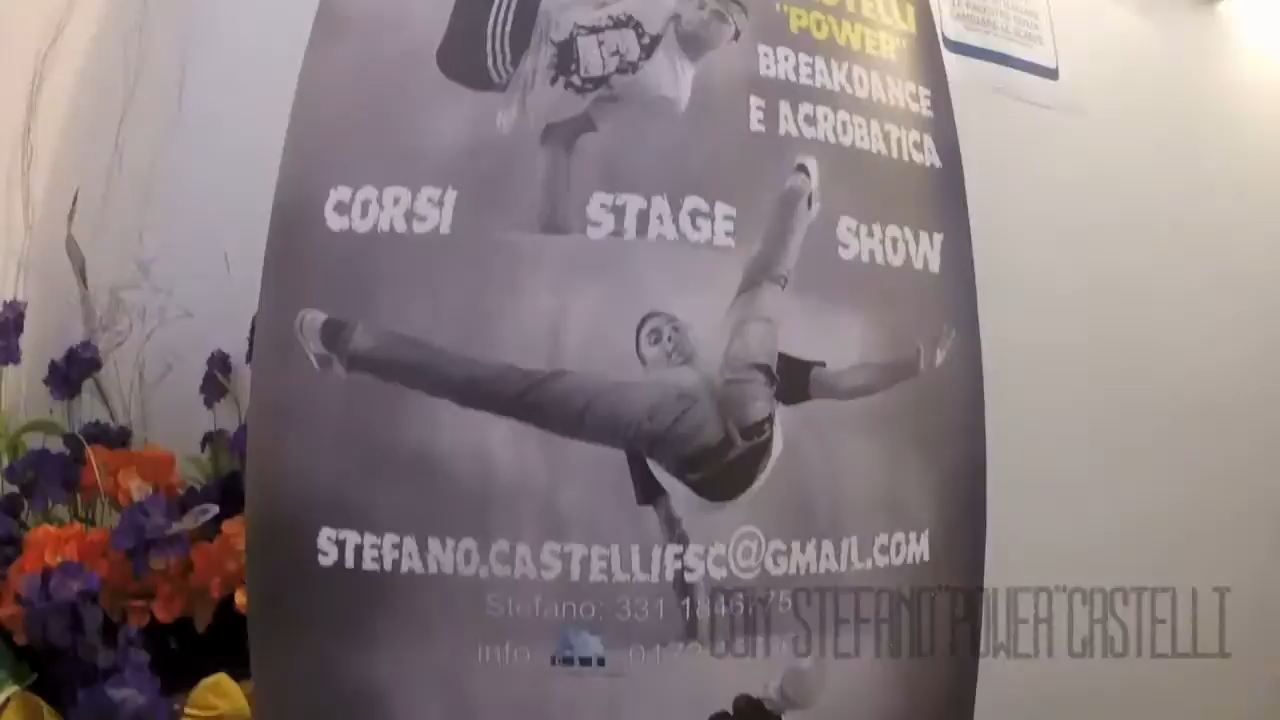 "POWER"
BREAKDANCE
E ACROBATICA
CORSI STAGE SHOW
STEFANO.CASTELLIFSC@GMAIL.COM
Stefano: 331
info
CON STEFANO "POWER" CASTELLI